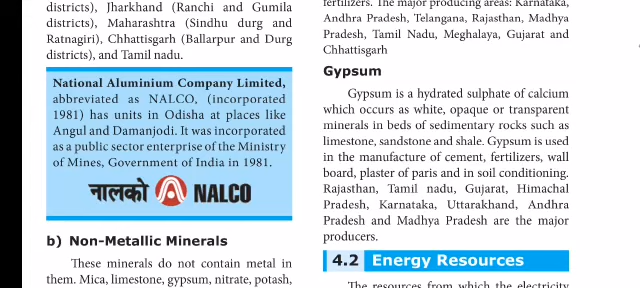 districts), Jharkhand (Ranchi and Gumila
districts), Maharashtra (Sindhu durg and
Ratnagiri), Chhattisgarh (Ballarpur and Durg
districts), and Tamil nadu.
National Aluminium Company Limited,
abbreviated as NALCO, (incorporated
1981) has units in Odisha at places like
Angul and Damanjodi. It was incorporated
as a public sector enterprise of the Ministry
of Mines, Government of India in 1981.
नालको NALCO
b) Non-Metallic Minerals
These minerals do not contain metal in
them. Mica, limestone, gypsum, nitrate, potash,
fertilizers. The major producing areas: Karnataka,
Andhra Pradesh, Telangana, Rajasthan, Madhya
Pradesh, Tamil Nadu, Meghalaya, Gujarat and
Chhattisgarh
Gypsum
Gypsum is a hydrated sulphate of calcium
which occurs as white, opaque or transparent
minerals in beds of sedimentary rocks such as
limestone, sandstone and shale. Gypsum is used
in the manufacture of cement, fertilizers, wall
board, plaster of paris and in soil conditioning.
Rajasthan, Tamil nadu, Gujarat, Himachal
Pradesh, Karnataka, Uttarakhand, Andhra
Pradesh and Madhya Pradesh are the major
producers.
4.2 Energy Resources
The resources from which the electricity